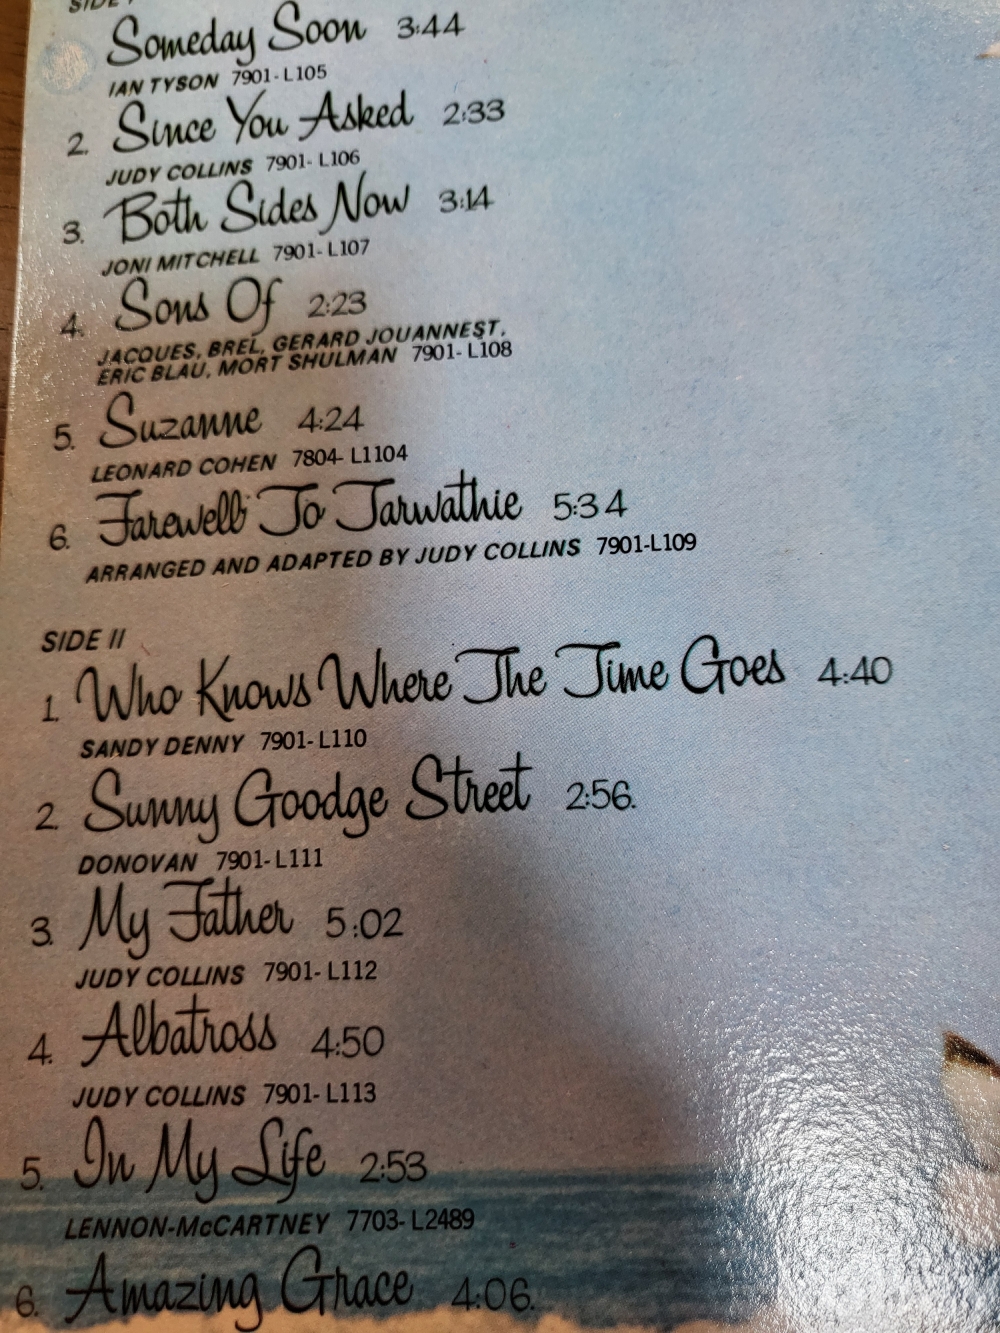 SIDE I
Someday Soon 3:44
IAN TYSON 7901-L105
2. Since You Asked 2:33
JUDY COLLINS 7901-L106
3. Both Sides Now 3:14
JONI MITCHELL 7901-L107
4. Sons Of 2:23
JACQUES, BREL, GERARD JOUANNEST,
ERIC BLAU, MORT SHULMAN 7901-L108
5. Suzanne 4:24
LEONARD COHEN 7804-L1104
6. Farewell To Tarwathie 5:34
ARRANGED AND ADAPTED BY JUDY COLLINS 7901-L109
SIDE II
1. Who Knows Where The Time Goes 4:40
SANDY DENNY 7901-L110
2. Sunny Goodge Street 2:56.
DONOVAN 7901-L111
3. My Father 5:02
JUDY COLLINS 7901-L112
4. Albatross 4:50
JUDY COLLINS 7901-L113
5. In My Life 2:53
LENNON-McCARTNEY 7703-L2489
6. Amazing Grace 4:06.